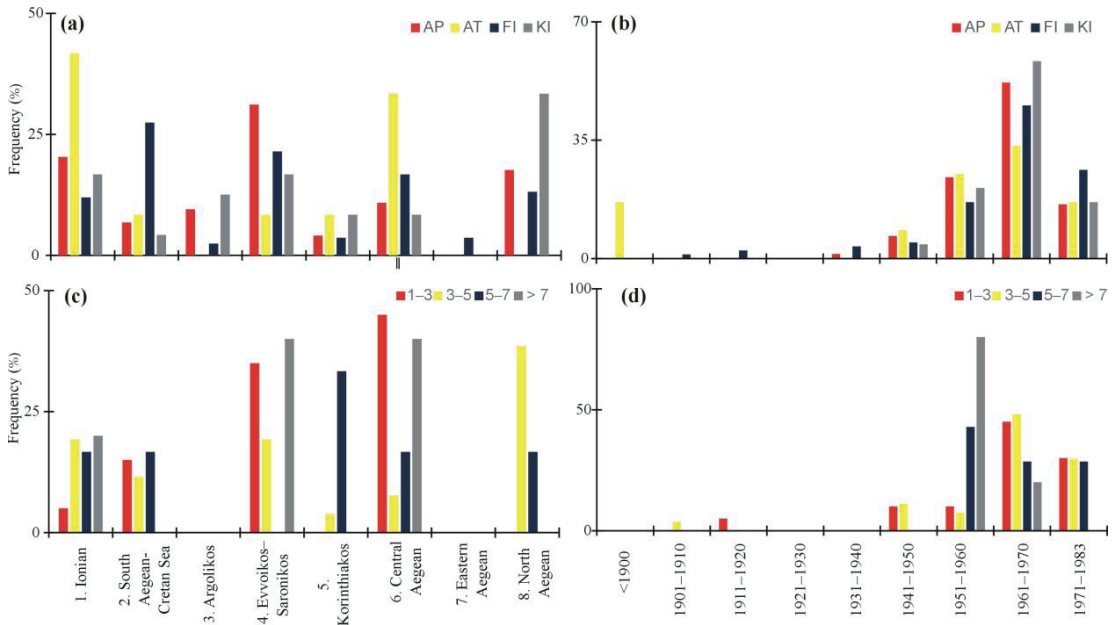 50
(a)
AP AT FI KI
Frequency (%)
25
0
70
(b)
AP AT FI KI
35
0
50
(c)
1–3 3–5 5–7 > 7
Frequency (%)
25
0
1. Ionian
2. South
Aegean-
Cretan Sea
3. Argolikos
4. Evvoikos–
Saronikos
5.
Korinthiakos
6. Central
Aegean
7. Eastern
Aegean
8. North
Aegean
100
(d)
1–3 3–5 5–7 > 7
50
0
<1900
1901–1910
1911–1920
1921–1930
1931–1940
1941–1950
1951–1960
1961–1970
1971–1983